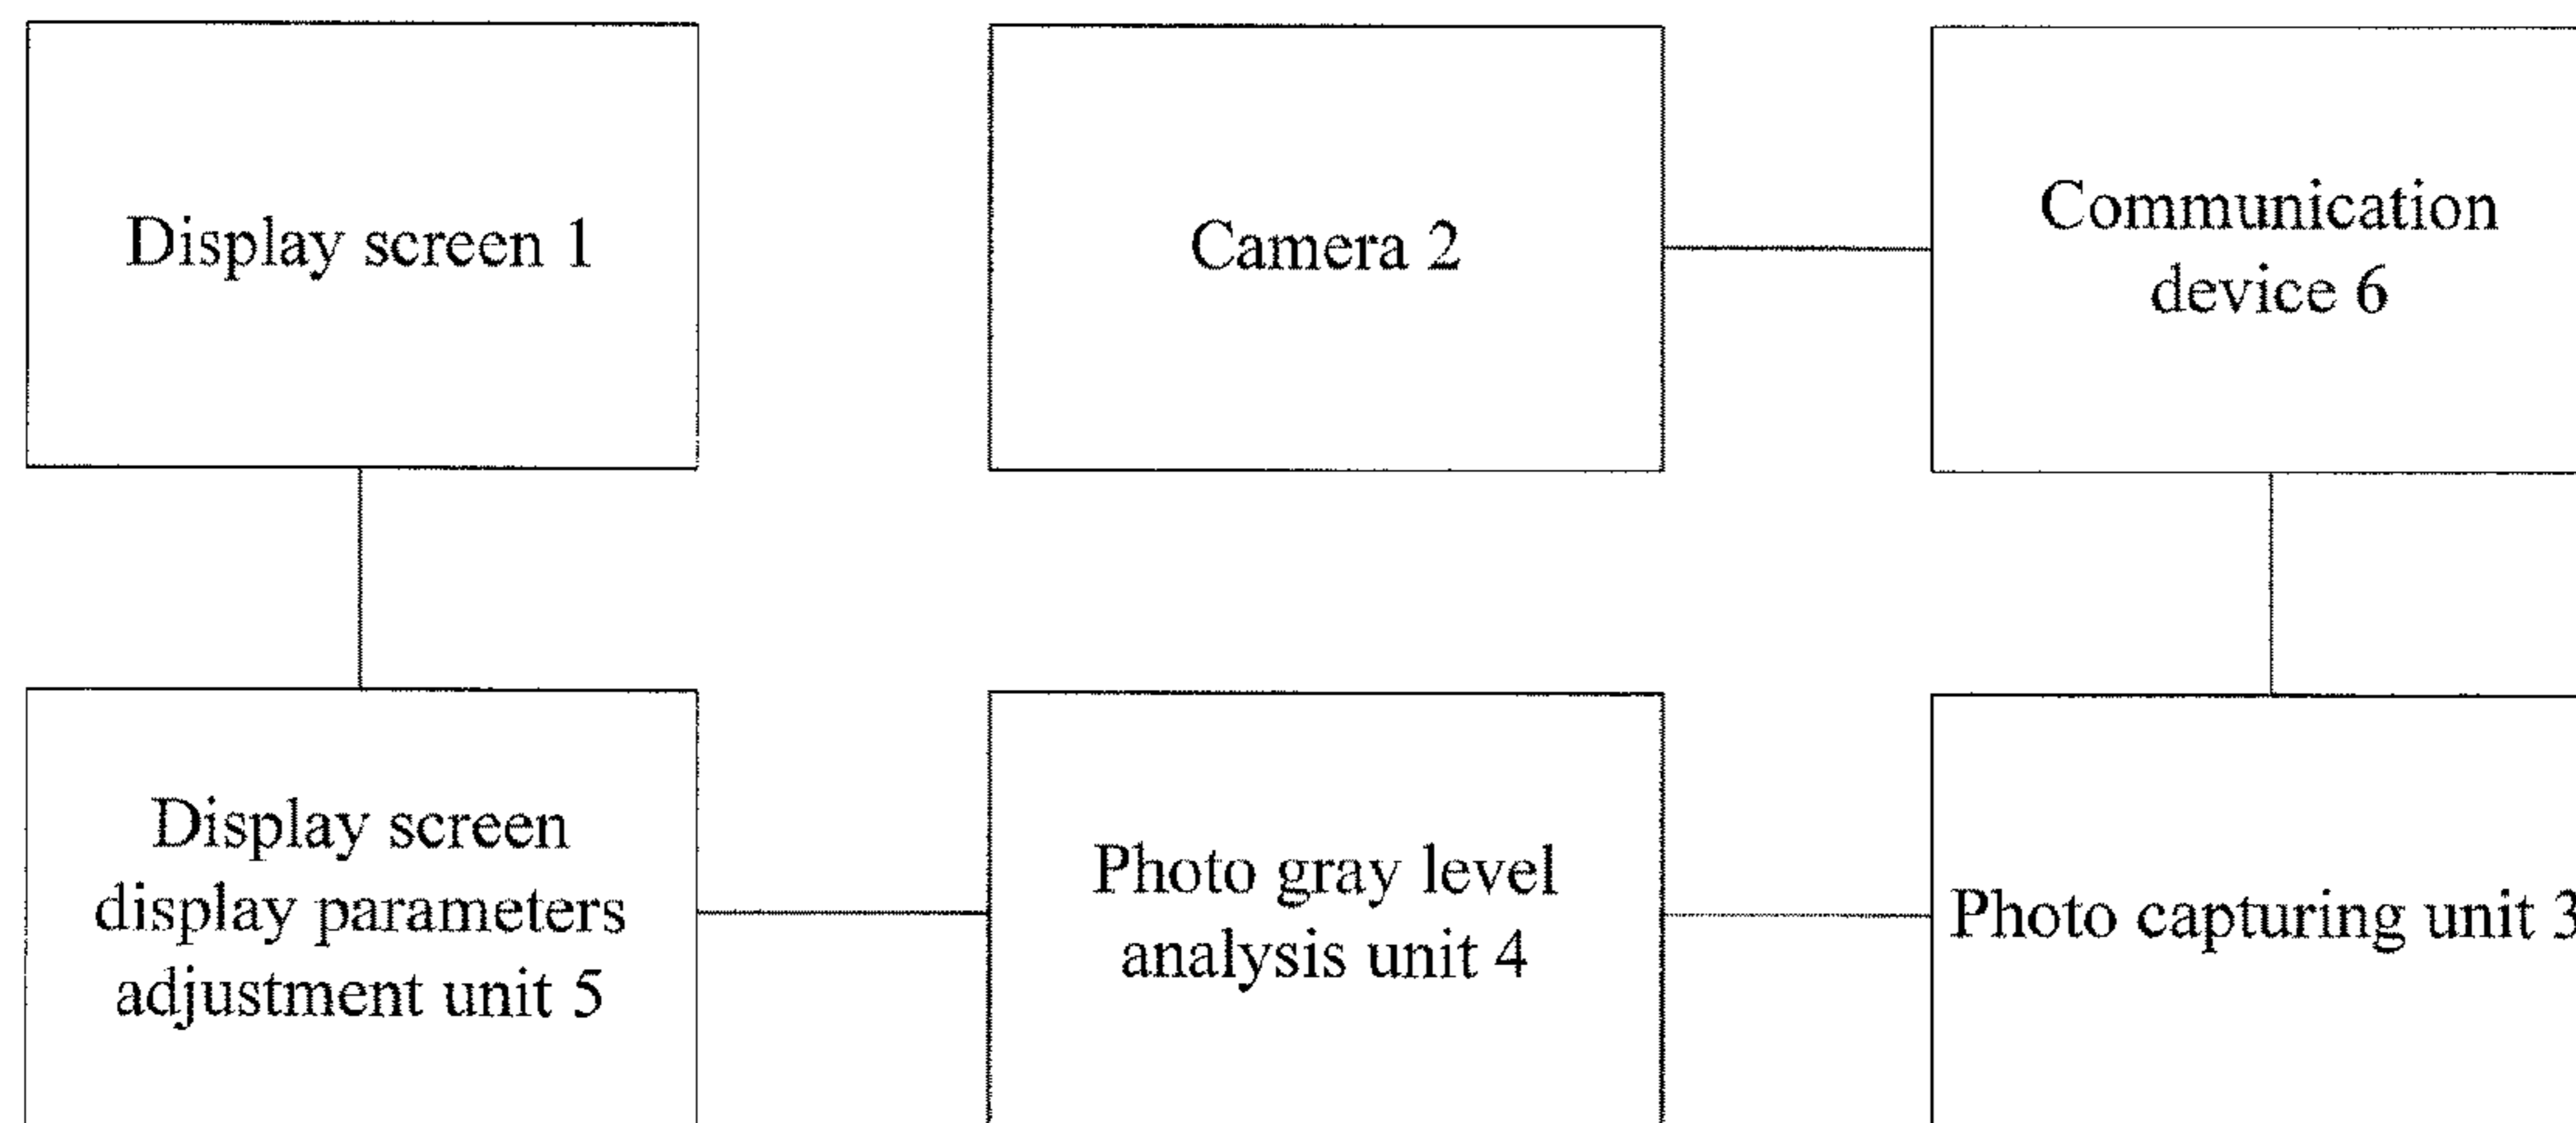 Display screen 1
Camera 2
Communication
device 6
Display screen
display parameters
adjustment unit 5
Photo gray level
analysis unit 4
Photo capturing unit 3